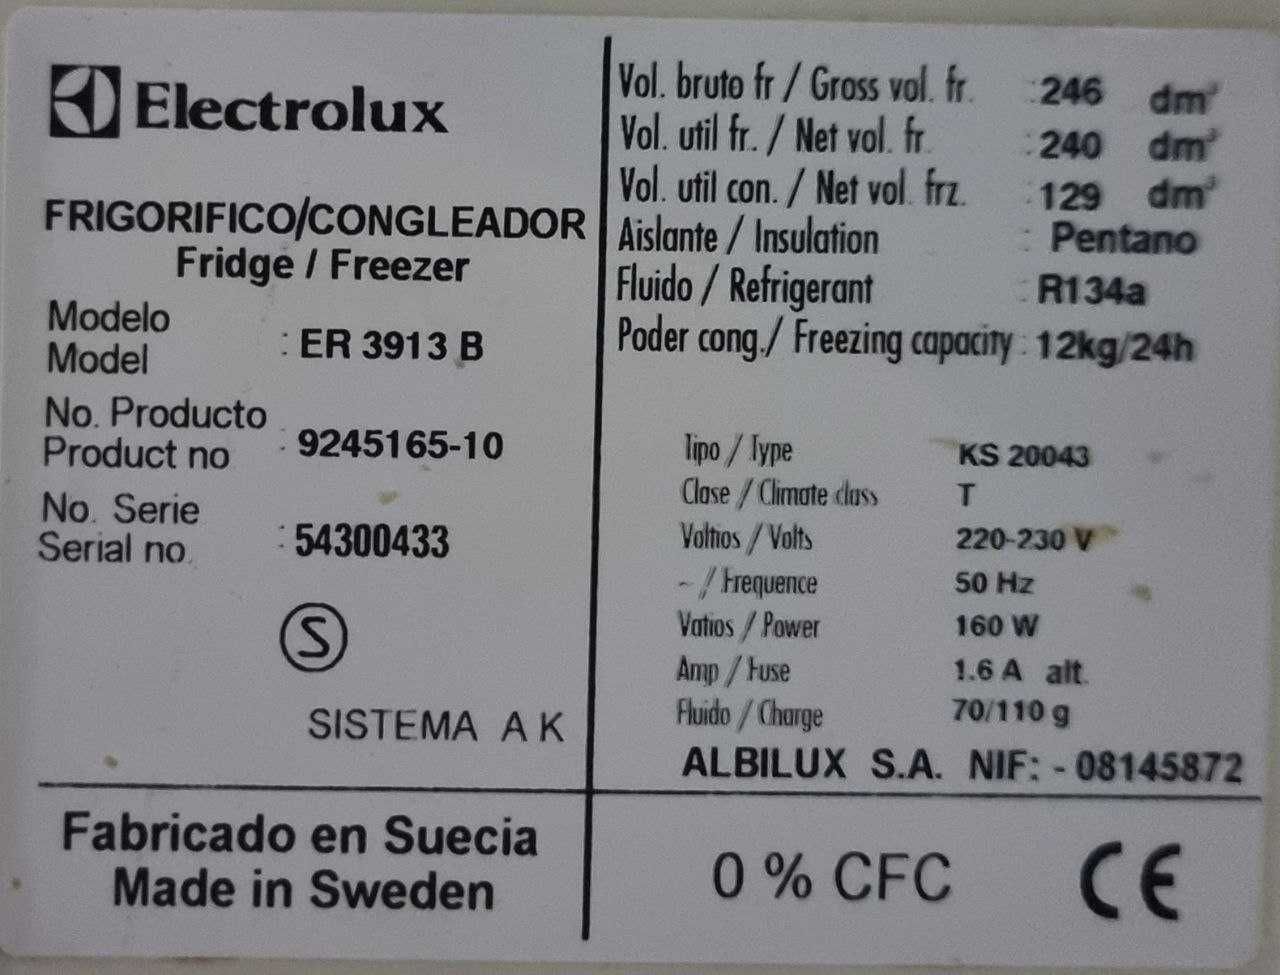 Electrolux
FRIGORIFICO/CONGLEADOR
Fridge / Freezer
Modelo
Model : ER 3913 B
No. Producto
Product no : 9245165-10
No. Serie
Serial no. : 54300433
S
SISTEMA A K
Fabricado en Suecia
Made in Sweden
Vol. bruto fr / Gross vol. fr. : 246 dm³
Vol. util fr. / Net vol. fr. : 240 dm³
Vol. util con. / Net vol. frz. : 129 dm³
Aislante / Insulation : Pentano
Fluido / Refrigerant : R134a
Poder cong./ Freezing capacity : 12kg/24h
Tipo / Type KS 20043
Clase / Climate class T
Voltios / Volts 220-230 V
- / Frequence 50 Hz
Vatios / Power 160 W
Amp / Fuse 1.6 A alt.
Fluido / Charge 70/110 g
ALBILUX S.A. NIF: - 08145872
0 % CFC CE